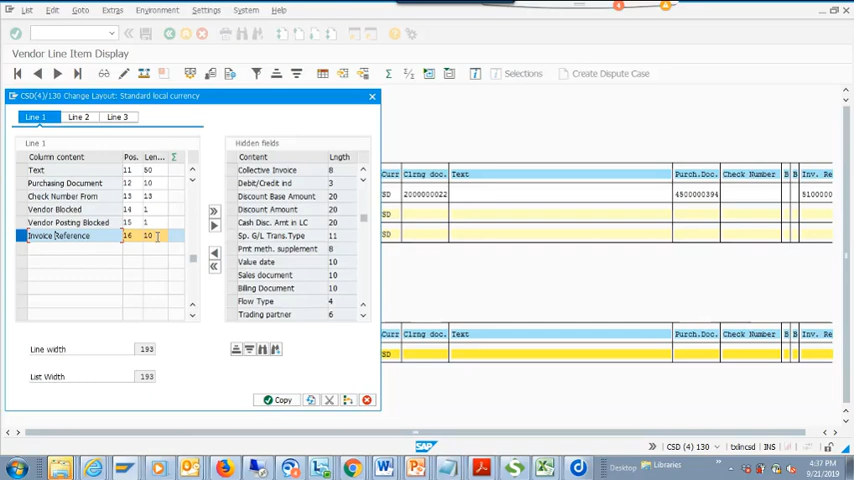 List Edit Goto Extras Environment Settings System Help
Vendor Line Item Display
Selections Create Dispute Case
CSD(4)/130 Change Layout: Standard local currency
Line 1 Line 2 Line 3
Line 1 Hidden fields
Column content Pos. Len... Content Lngth
Text 11 50 Collective Invoice 8
Purchasing Document 12 10 Debit/Credit ind 3
Check Number From 13 13 Discount Base Amount 20
Vendor Blocked 14 1 Discount Amount 20
Vendor Posting Blocked 15 1 Cash Disc. Amt in LC 20
Invoice Reference 16 10 Sp. G/L Trans.Type 11
Pmt meth. supplement 8
Value date 10
Sales document 10
Billing Document 10
Flow Type 4
Trading partner 6
Line width 193
List Width 193
Copy
Curr Clrng doc. Text Purch.Doc. Check Number B B Inv. Re
SD 2000000022 4500000394 5100000
SD
SD
Curr Clrng doc. Text Purch.Doc. Check Number B B Inv. Re
SD
SAP CSD (4) 130 txlncsd INS
Desktop Libraries 4:37 PM
9/21/2019